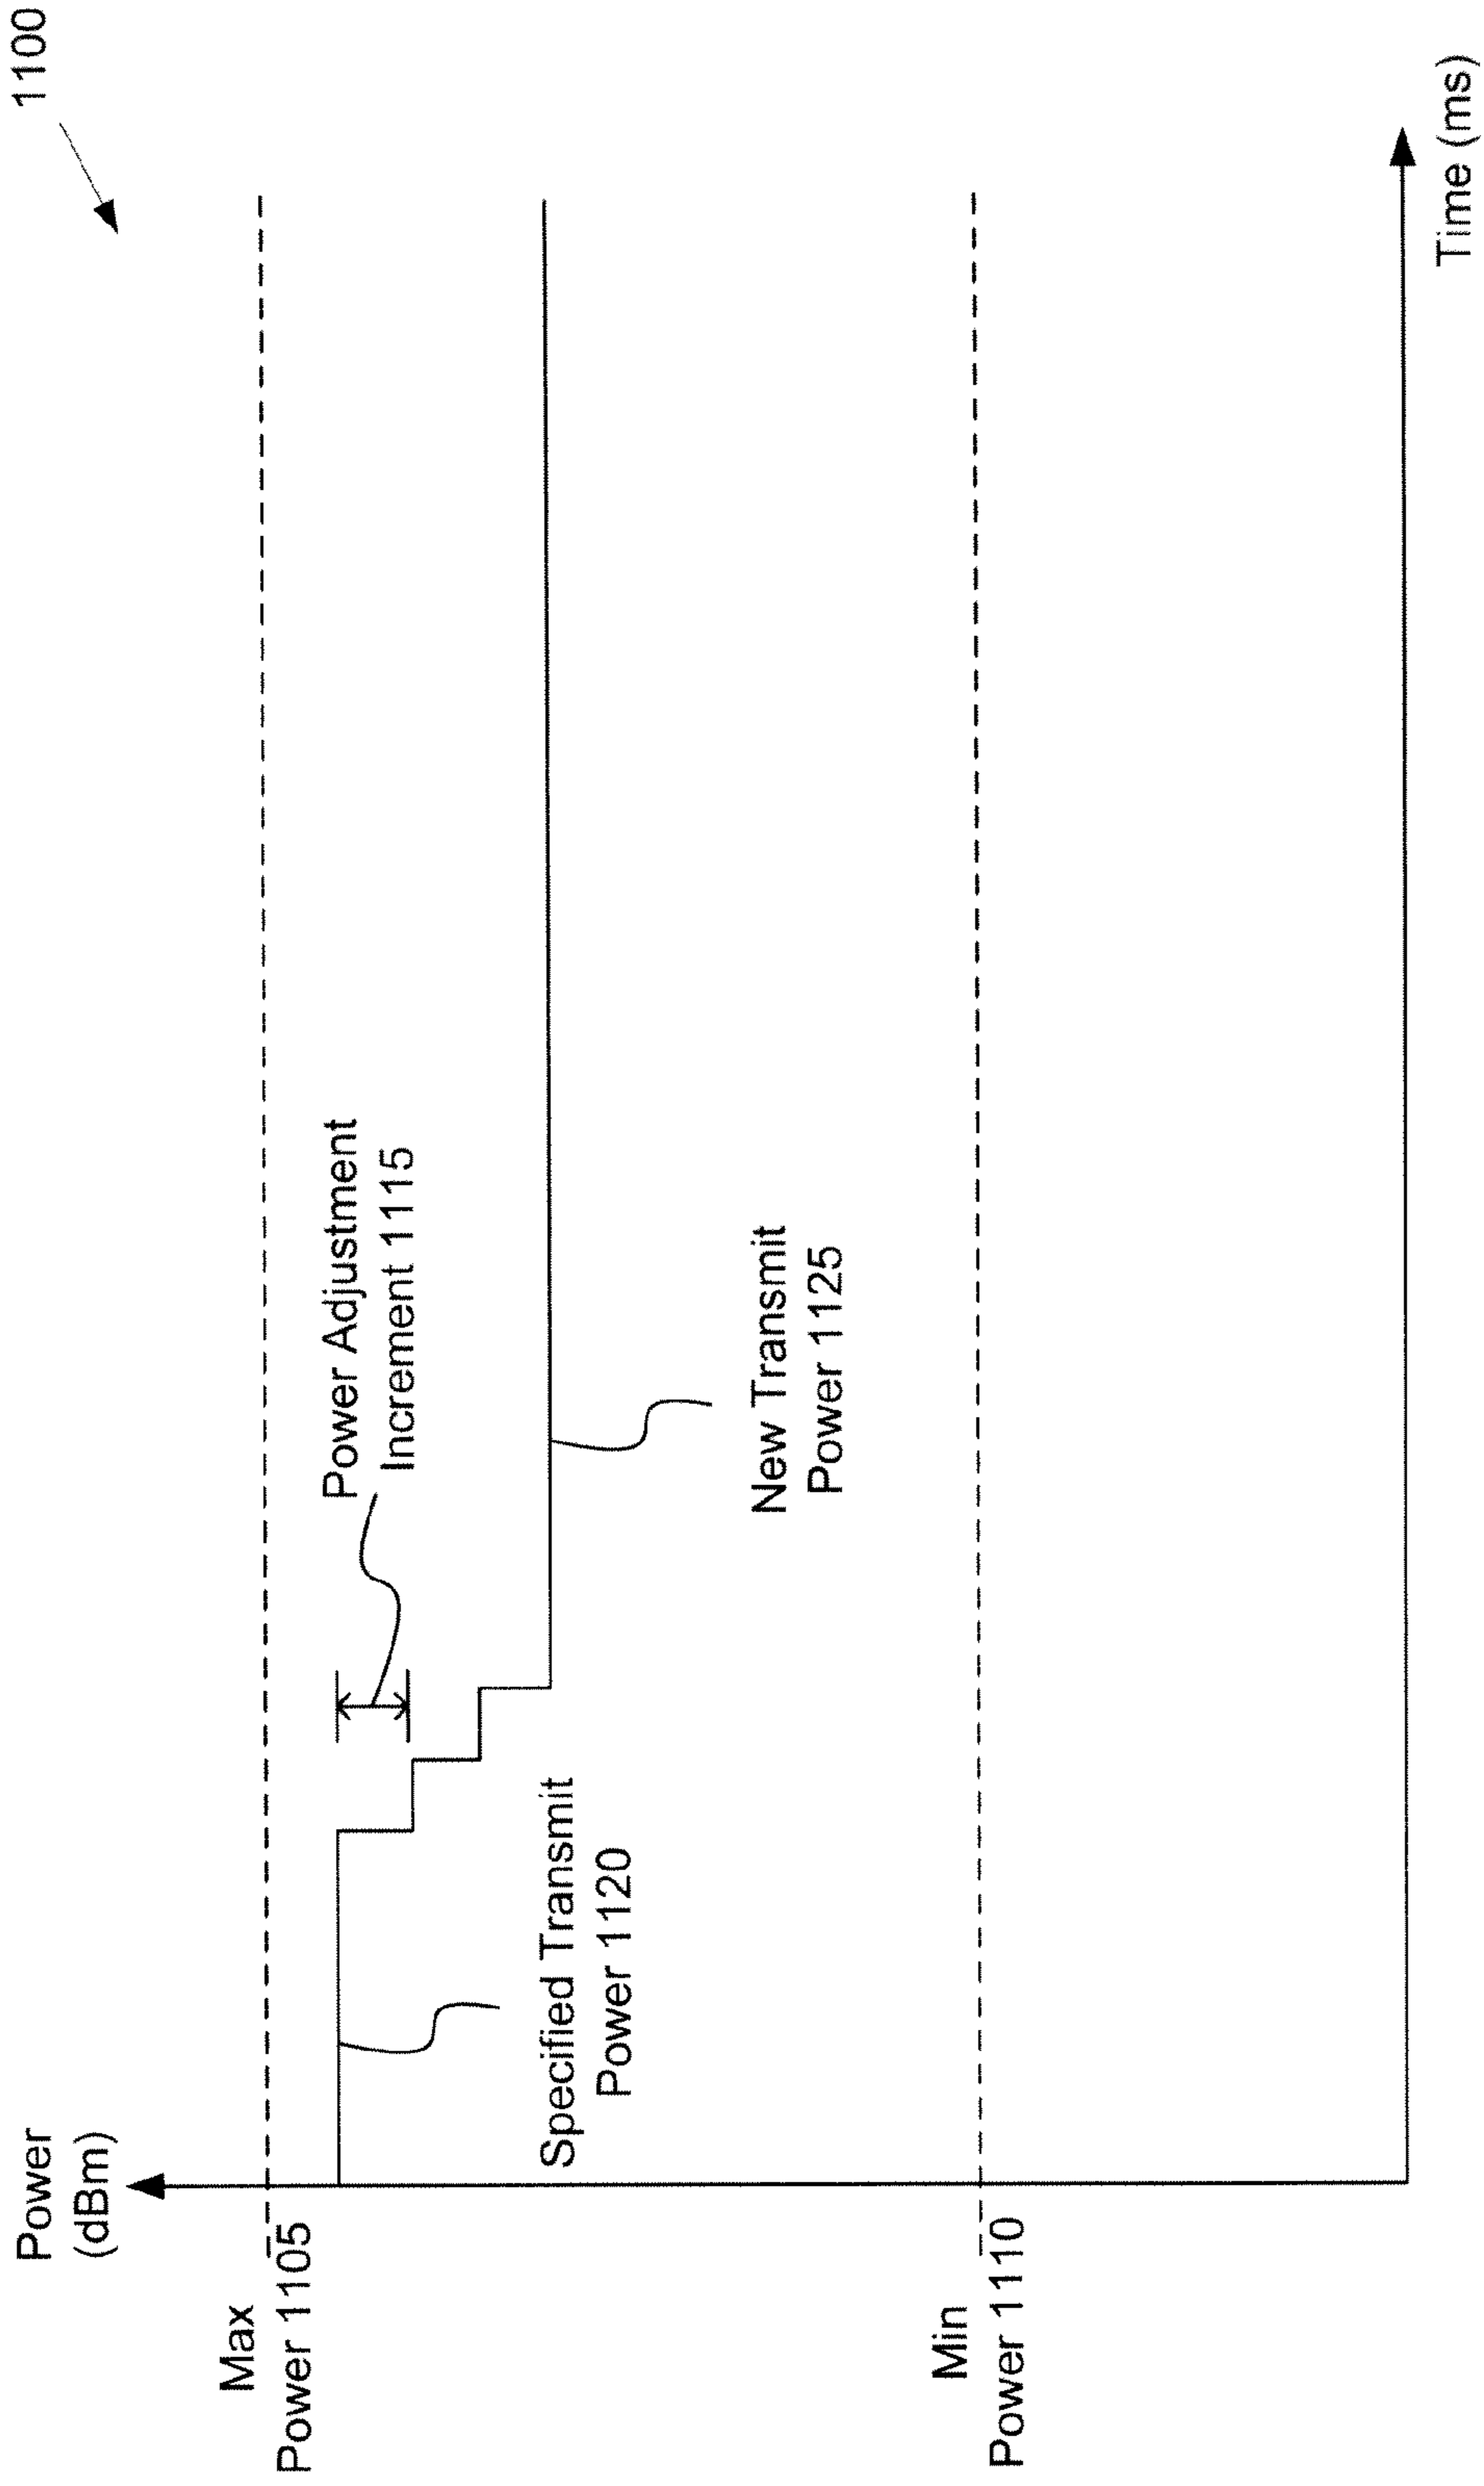 1100
Power
(dBm)
Max
Power 1105
Power Adjustment
Increment 1115
Specified Transmit
Power 1120
New Transmit
Power 1125
Min
Power 1110
Time (ms)